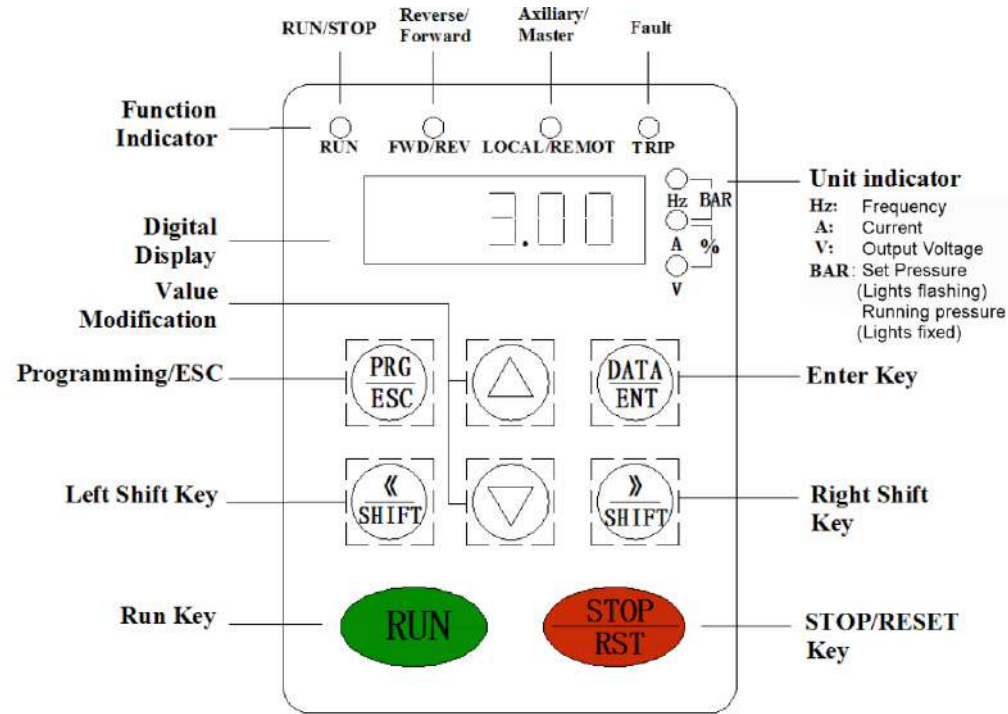 RUN/STOP
Reverse/
Forward
Axiliary/
Master
Fault
Function
Indicator
RUN
FWD/REV
LOCAL/REMOT
TRIP
Digital
Display
3.00
Hz
BAR
A
%
V
Unit indicator
Hz: Frequency
A: Current
V: Output Voltage
BAR: Set Pressure
(Lights flashing)
Running pressure
(Lights fixed)
Value
Modification
Programming/ESC
PRG
ESC
DATA
ENT
Enter Key
Left Shift Key
《
SHIFT
》
SHIFT
Right Shift
Key
Run Key
RUN
STOP
RST
STOP/RESET
Key